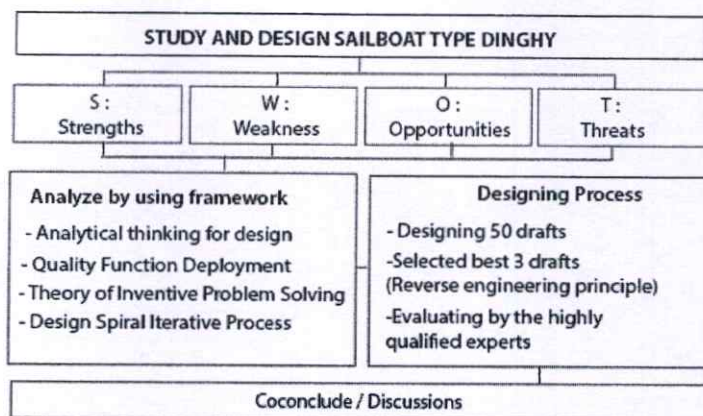 STUDY AND DESIGN SAILBOAT TYPE DINGHY
S :
Strengths
W :
Weakness
O :
Opportunities
T :
Threats
Analyze by using framework
- Analytical thinking for design
- Quality Function Deployment
- Theory of Inventive Problem Solving
- Design Spiral Iterative Process
Designing Process
- Designing 50 drafts
-Selected best 3 drafts
(Reverse engineering principle)
-Evaluating by the highly
qualified experts
Coconclude / Discussions